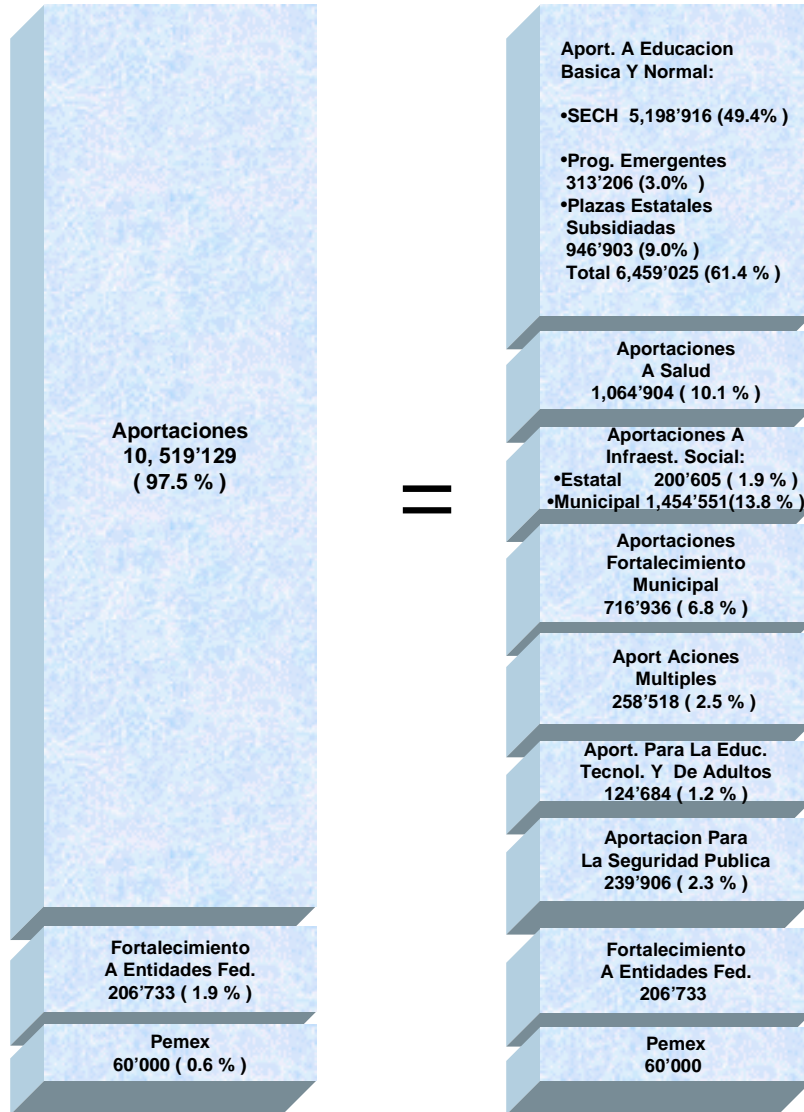 Aportaciones
10, 519’129
( 97.5 % )
Fortalecimiento
A Entidades Fed.
206’733 ( 1.9 % )
Pemex
60’000 ( 0.6 % )
=
Aport. A Educacion
Basica Y Normal:
•SECH 5,198’916 (49.4% )
•Prog. Emergentes
313’206 (3.0% )
•Plazas Estatales
Subsidiadas
946’903 (9.0% )
Total 6,459’025 (61.4 % )
Aportaciones
A Salud
1,064’904 ( 10.1 % )
Aportaciones A
Infraest. Social:
•Estatal 200’605 ( 1.9 % )
•Municipal 1,454’551(13.8 % )
Aportaciones
Fortalecimiento
Municipal
716’936 ( 6.8 % )
Aport Aciones
Multiples
258’518 ( 2.5 % )
Aport. Para La Educ.
Tecnol. Y De Adultos
124’684 ( 1.2 % )
Aportacion Para
La Seguridad Publica
239’906 ( 2.3 % )
Fortalecimiento
A Entidades Fed.
206’733
Pemex
60’000